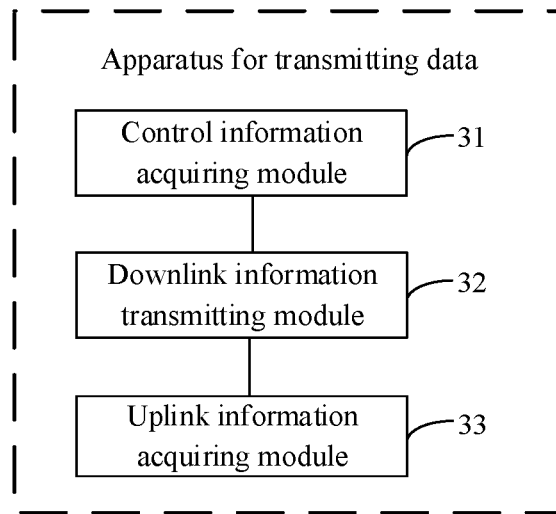 Apparatus for transmitting data
Control information
acquiring module
31
Downlink information
transmitting module
32
Uplink information
acquiring module
33